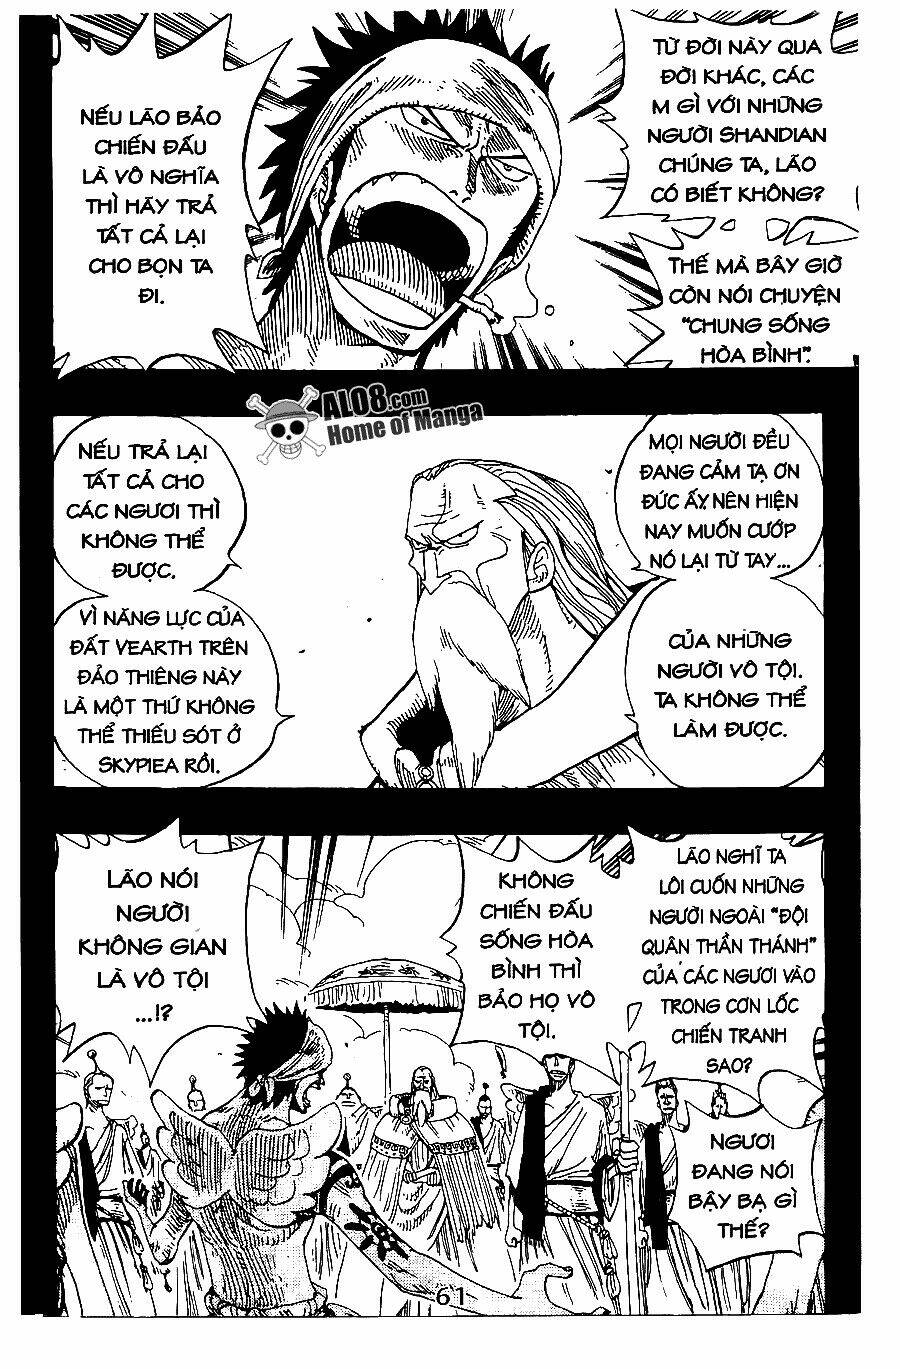 TỪ ĐỜI NÀY QUA
ĐỜI KHÁC, CÁC
M GÌ VỚI NHỮNG
NGƯỜI SHANDIAN
CHÚNG TA, LÃO
CÓ BIẾT KHÔNG?
THẾ MÀ BÂY GIỜ
CÒN NÓI CHUYỆN
"CHUNG SỐNG
HÒA BÌNH".
NẾU LÃO BẢO
CHIẾN ĐẤU
LÀ VÔ NGHĨA
THÌ HÃY TRẢ
TẤT CẢ LẠI
CHO BỌN TA
ĐI.
ALO8.com
Home of Manga
MỌI NGƯỜI ĐỀU
ĐANG CẢM TẠ ƠN
ĐỨC ẤY. NÊN HIỆN
NAY MUỐN CƯỚP
NÓ LẠI TỪ TAY...
CỦA NHỮNG
NGƯỜI VÔ TỘI.
TA KHÔNG THỂ
LÀM ĐƯỢC.
NẾU TRẢ LẠI
TẤT CẢ CHO
CÁC NGƯƠI THÌ
KHÔNG THỂ
ĐƯỢC.
VÌ NĂNG LỰC CỦA
ĐẤT VEARTH TRÊN
ĐẢO THIÊNG NÀY
LÀ MỘT THỨ KHÔNG
THỂ THIẾU SÓT Ở
SKYPIEA RỒI.
LÃO NGHĨ TA
LÔI CUỐN NHỮNG
NGƯỜI NGOÀI "ĐỘI
QUÂN THẦN THÁNH"
CỦA CÁC NGƯƠI VÀO
TRONG CƠN LỐC
CHIẾN TRANH
SAO?
KHÔNG
CHIẾN ĐẤU
SỐNG HÒA
BÌNH THÌ
BẢO HỌ VÔ
TỘI.
LÃO NÓI
NGƯỜI
KHÔNG GIAN
LÀ VÔ TỘI
...!?
NGƯƠI
ĐANG NÓI
BẬY BẠ GÌ
THẾ?
61